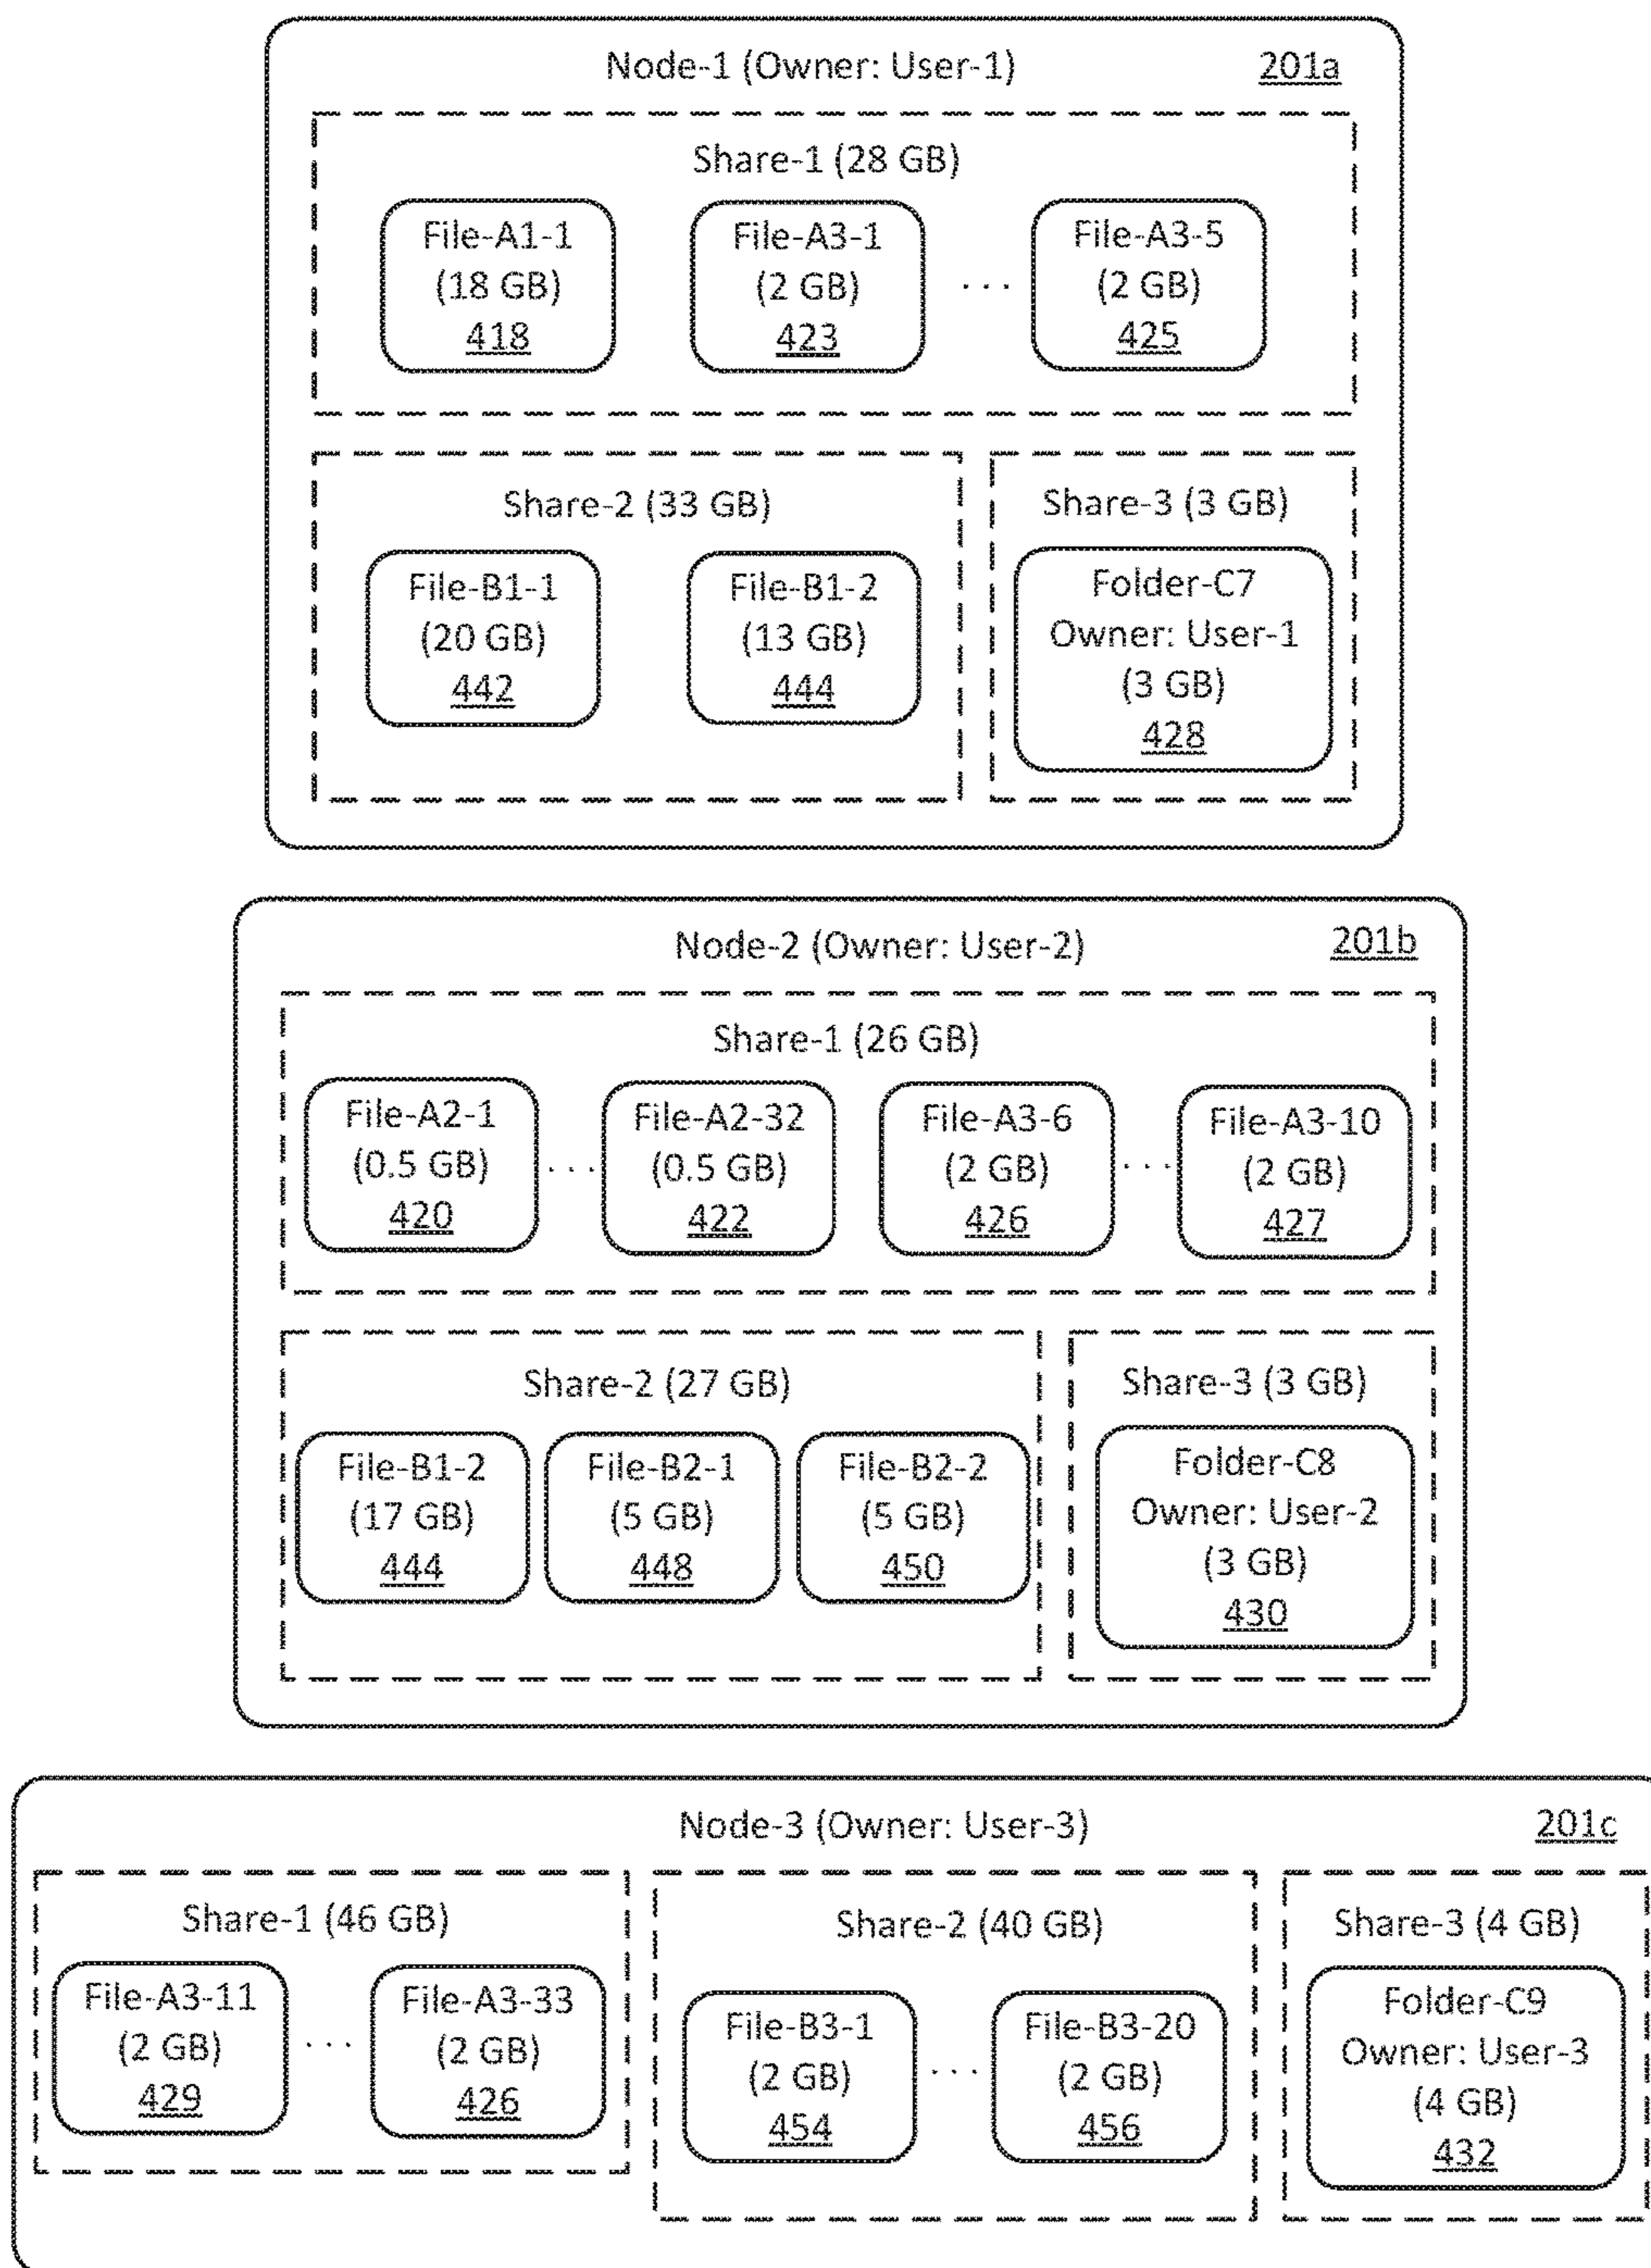 Node-1 (Owner: User-1)
201a
Share-1 (28 GB)
File-A1-1
(18 GB)
418
File-A3-1
(2 GB)
423
. . .
File-A3-5
(2 GB)
425
Share-2 (33 GB)
File-B1-1
(20 GB)
442
File-B1-2
(13 GB)
444
Share-3 (3 GB)
Folder-C7
Owner: User-1
(3 GB)
428
Node-2 (Owner: User-2)
201b
Share-1 (26 GB)
File-A2-1
(0.5 GB)
420
. . .
File-A2-32
(0.5 GB)
422
File-A3-6
(2 GB)
426
. . .
File-A3-10
(2 GB)
427
Share-2 (27 GB)
File-B1-2
(17 GB)
444
File-B2-1
(5 GB)
448
File-B2-2
(5 GB)
450
Share-3 (3 GB)
Folder-C8
Owner: User-2
(3 GB)
430
Node-3 (Owner: User-3)
201c
Share-1 (46 GB)
File-A3-11
(2 GB)
429
. . .
File-A3-33
(2 GB)
426
Share-2 (40 GB)
File-B3-1
(2 GB)
454
. . .
File-B3-20
(2 GB)
456
Share-3 (4 GB)
Folder-C9
Owner: User-3
(4 GB)
432